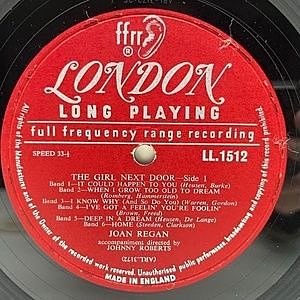 ffrr
®
LONDON
LONG PLAYING
full frequency range recording
SPEED 33⅓
LL.1512
THE GIRL NEXT DOOR—Side 1
Band 1—IT COULD HAPPEN TO YOU (Heusen, Burke)
Band 2—WHEN I GROW TOO OLD TO DREAM
(Romberg, Hammerstein)
Band 3—I KNOW WHY (And So Do You) (Warren, Gordon)
Band 4—I'VE GOT A FEELIN' YOU'RE FOOLIN'
(Brown, Freed)
Band 5—DEEP IN A DREAM (Heusen, De Lange)
Band 6—HOME (Steeden, Clarkson)
JOAN REGAN
accompaniment directed by
JOHNNY ROBERTS
(ARL.3172)
All rights of the Manufacturer and of the Owner of the recorded work reserved. Unauthorised public performance, broadcasting and copying of this record prohibited.
MADE IN ENGLAND